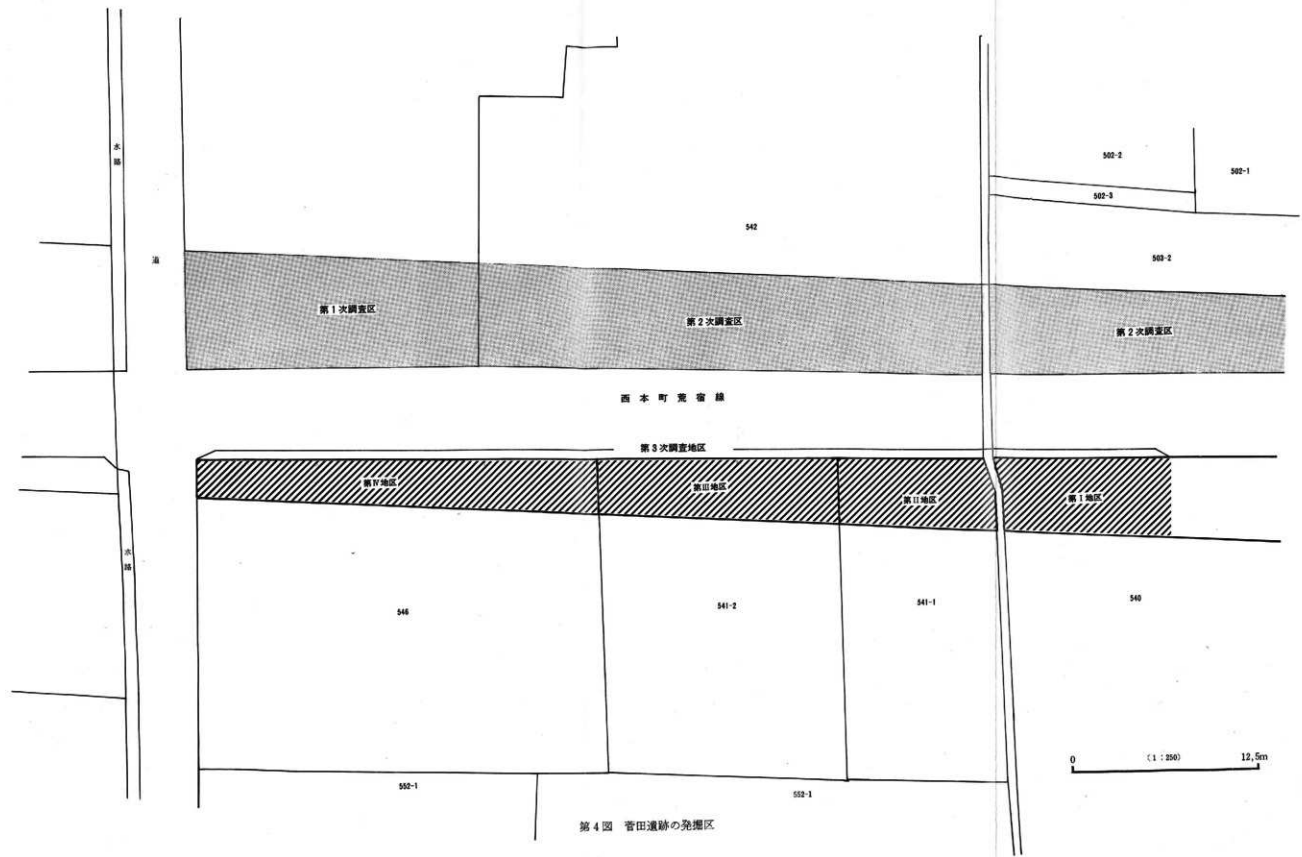 水路
道
502-2
502-1
502-3
542
503-2
第1次調査区
第2次調査区
第2次調査区
西本町荒宿線
第3次調査地区
第Ⅳ地区
第Ⅲ地区
第Ⅱ地区
第Ⅰ地区
水路
546
541-2
541-1
540
0 (1:250) 12,5m
552-1
552-1
第4図 菅田遺跡の発掘区